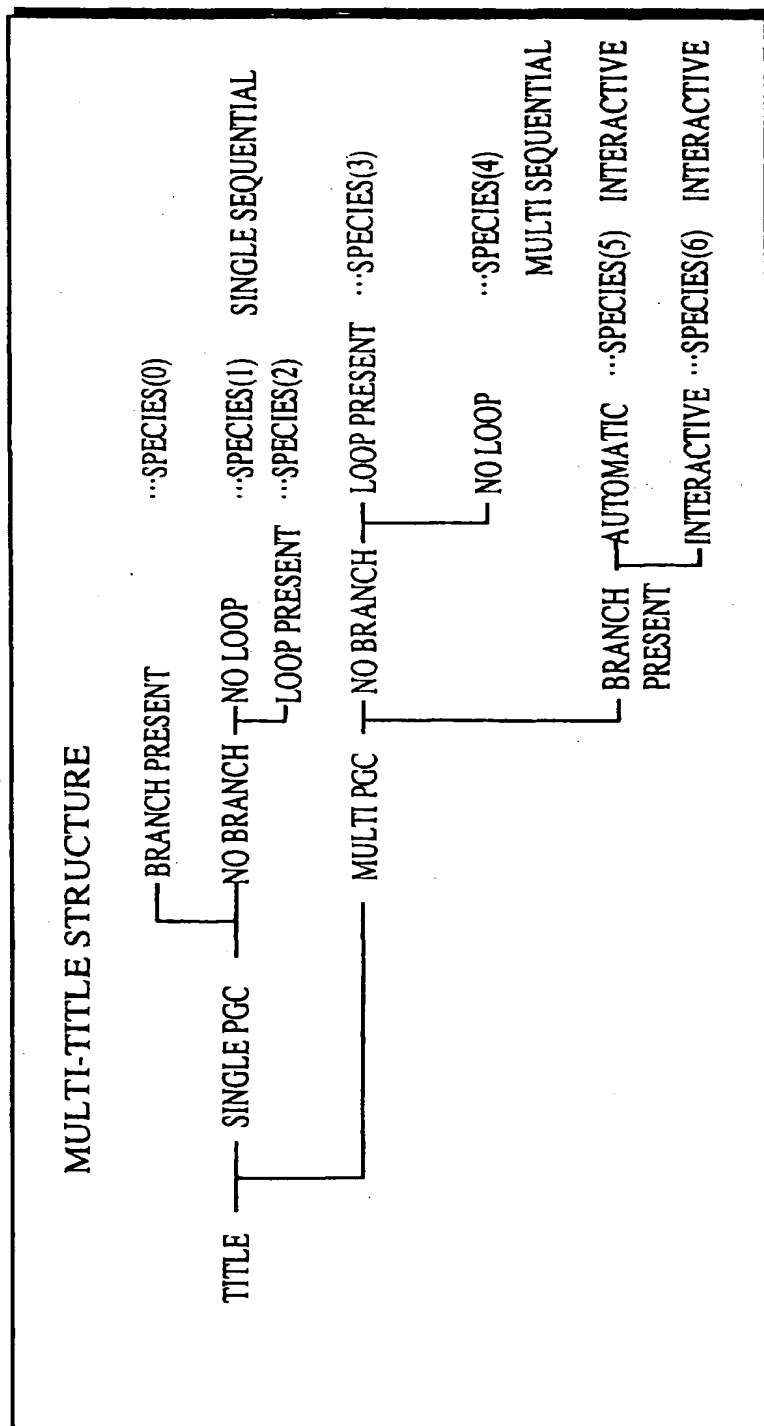 MULTI-TITLE STRUCTURE
BRANCH PRESENT …SPECIES(0)
TITLE SINGLE PGC NO BRANCH NO LOOP …SPECIES(1) SINGLE SEQUENTIAL
LOOP PRESENT …SPECIES(2)
MULTI PGC NO BRANCH LOOP PRESENT …SPECIES(3)
NO LOOP …SPECIES(4)
MULTI SEQUENTIAL
BRANCH AUTOMATIC …SPECIES(5) INTERACTIVE
PRESENT
INTERACTIVE …SPECIES(6) INTERACTIVE